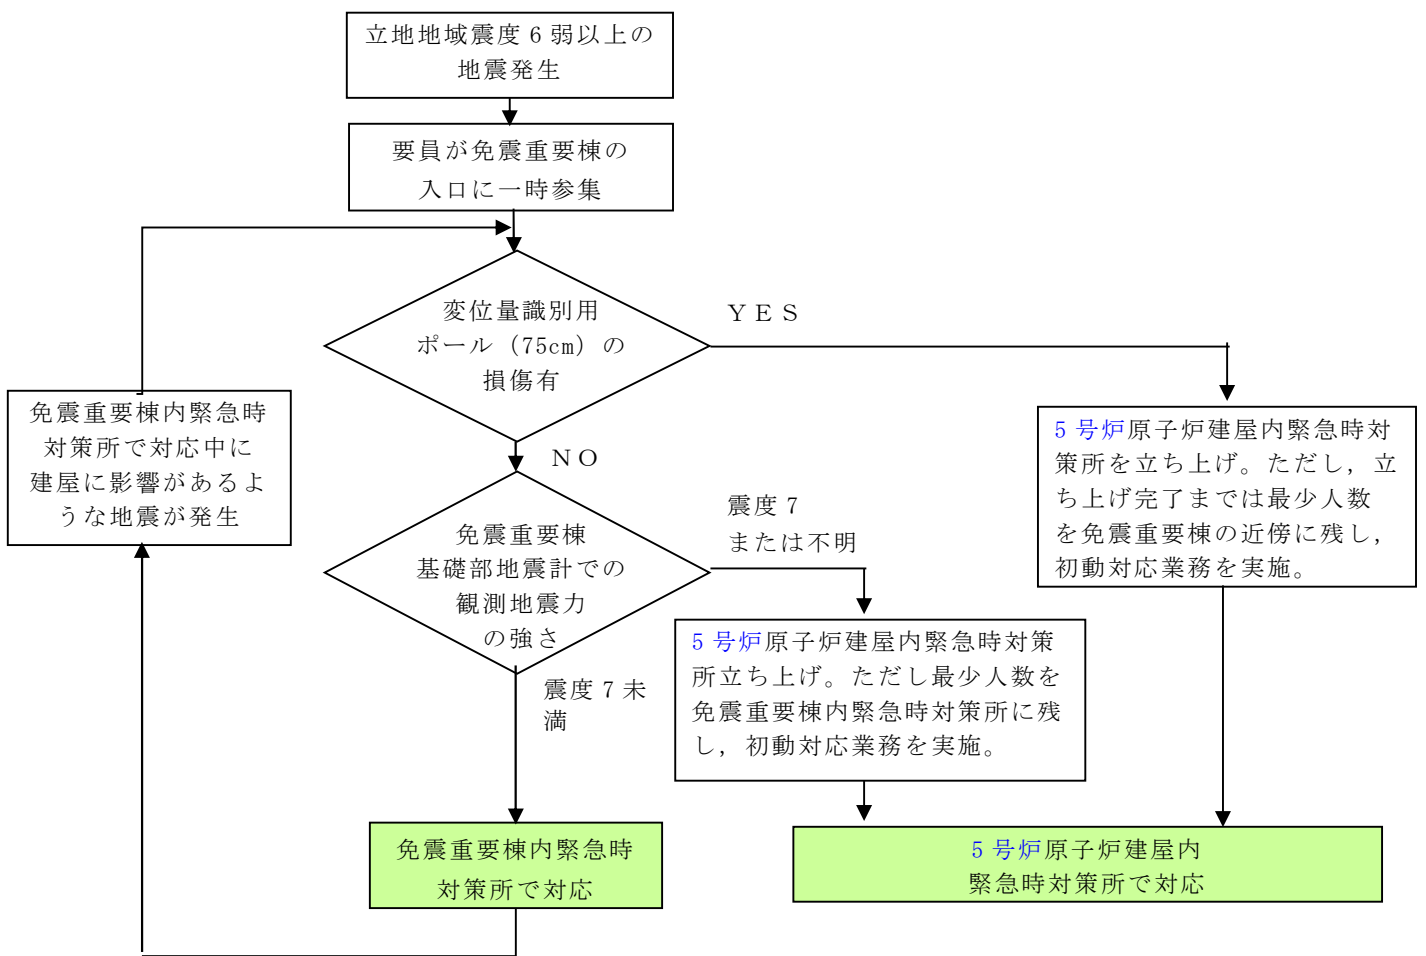 立地地域震度6弱以上の
地震発生
要員が免震重要棟の
入口に一時参集
変位量識別用
ポール（75cm）の
損傷有
ＹＥＳ
ＮＯ
免震重要棟内緊急時
対策所で対応中に
建屋に影響があるよ
うな地震が発生
5号炉原子炉建屋内緊急時対
策所を立ち上げ。ただし，立
ち上げ完了までは最少人数
を免震重要棟の近傍に残し，
初動対応業務を実施。
免震重要棟
基礎部地震計での
観測地震力
の強さ
震度7
または不明
震度7未
満
5号炉原子炉建屋内緊急時対策
所立ち上げ。ただし最少人数を
免震重要棟内緊急時対策所に残
し，初動対応業務を実施。
免震重要棟内緊急時
対策所で対応
5号炉原子炉建屋内
緊急時対策所で対応